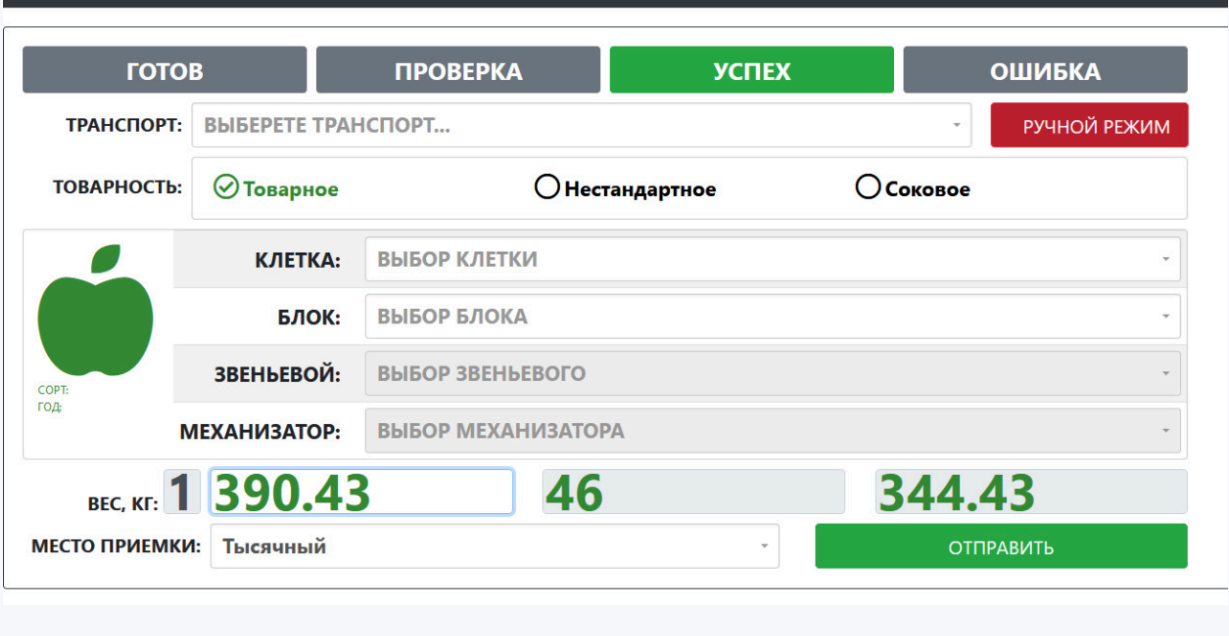 ГОТОВ ПРОВЕРКА УСПЕХ ОШИБКА
ТРАНСПОРТ: ВЫБЕРЕТЕ ТРАНСПОРТ... РУЧНОЙ РЕЖИМ
ТОВАРНОСТЬ: Товарное Нестандартное Соковое
КЛЕТКА: ВЫБОР КЛЕТКИ
БЛОК: ВЫБОР БЛОКА
ЗВЕНЬЕВОЙ: ВЫБОР ЗВЕНЬЕВОГО
СОРТ:
ГОД:
МЕХАНИЗАТОР: ВЫБОР МЕХАНИЗАТОРА
ВЕС, КГ: 1 390.43 46 344.43
МЕСТО ПРИЕМКИ: Тысячный ОТПРАВИТЬ